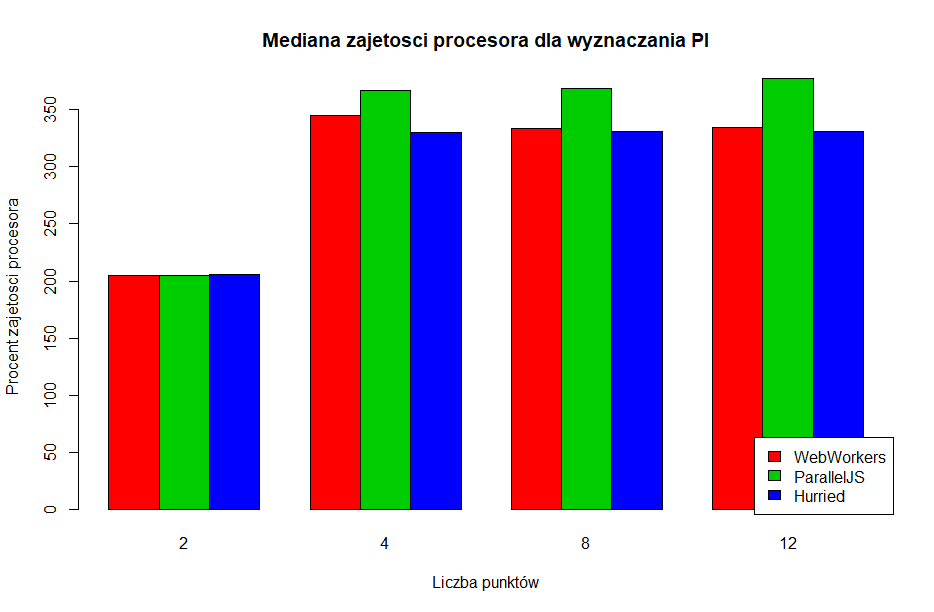 Mediana zajetosci procesora dla wyznaczania PI
Procent zajetosci procesora
350
300
250
200
150
100
50
0
2 4 8 12
Liczba punktów
WebWorkers
ParallelJS
Hurried